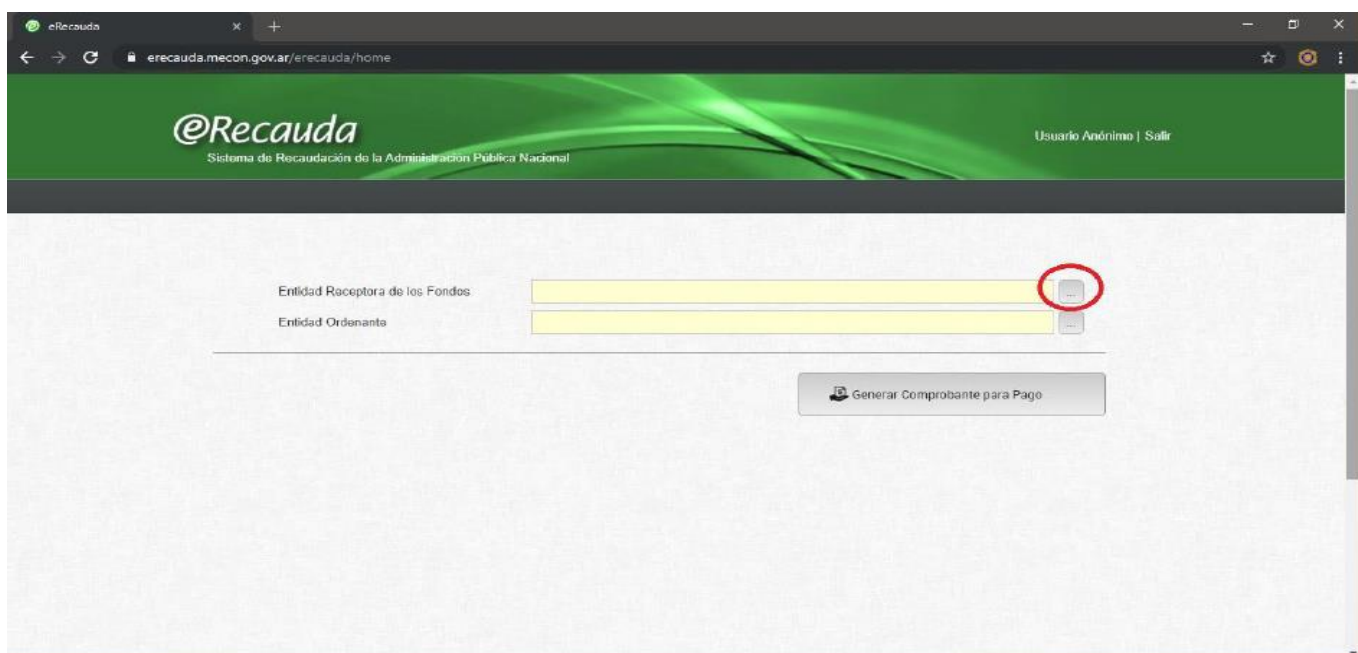 eRecauda
erecauda.mecon.gov.ar/erecauda/home
@Recauda
Sistema de Recaudación de la Administración Pública Nacional
Usuario Anónimo | Salir
Entidad Receptora de los Fondos
...
Entidad Ordenante
...
Generar Comprobante para Pago